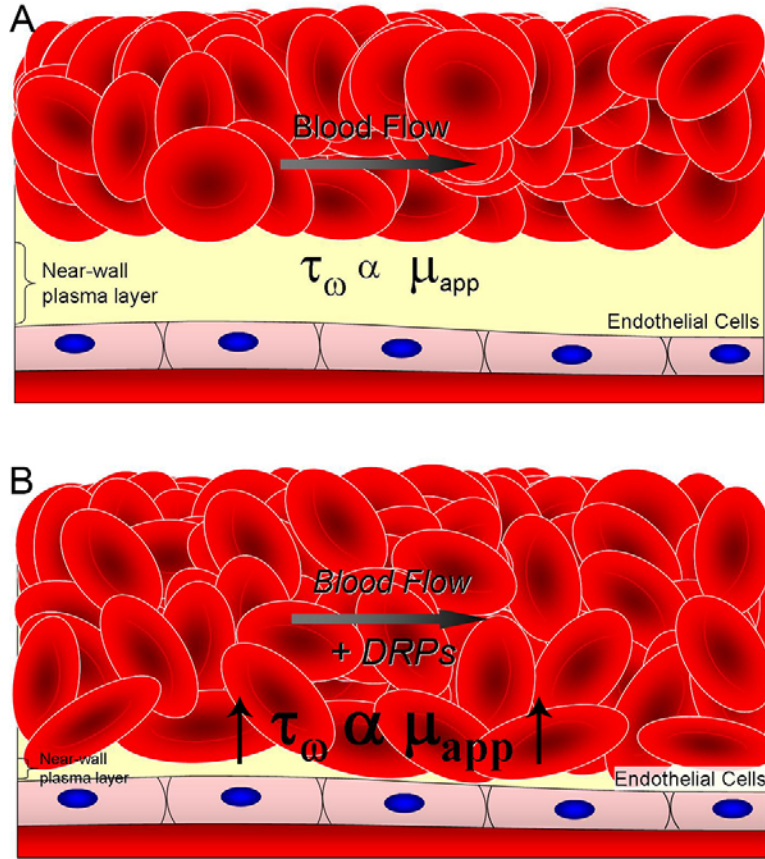 A
Blood Flow
Near-wall
plasma layer
τω α μapp
Endothelial Cells
B
Blood Flow
+ DRPs
↑ τω α μapp ↑
Near-wall
plasma layer
Endothelial Cells